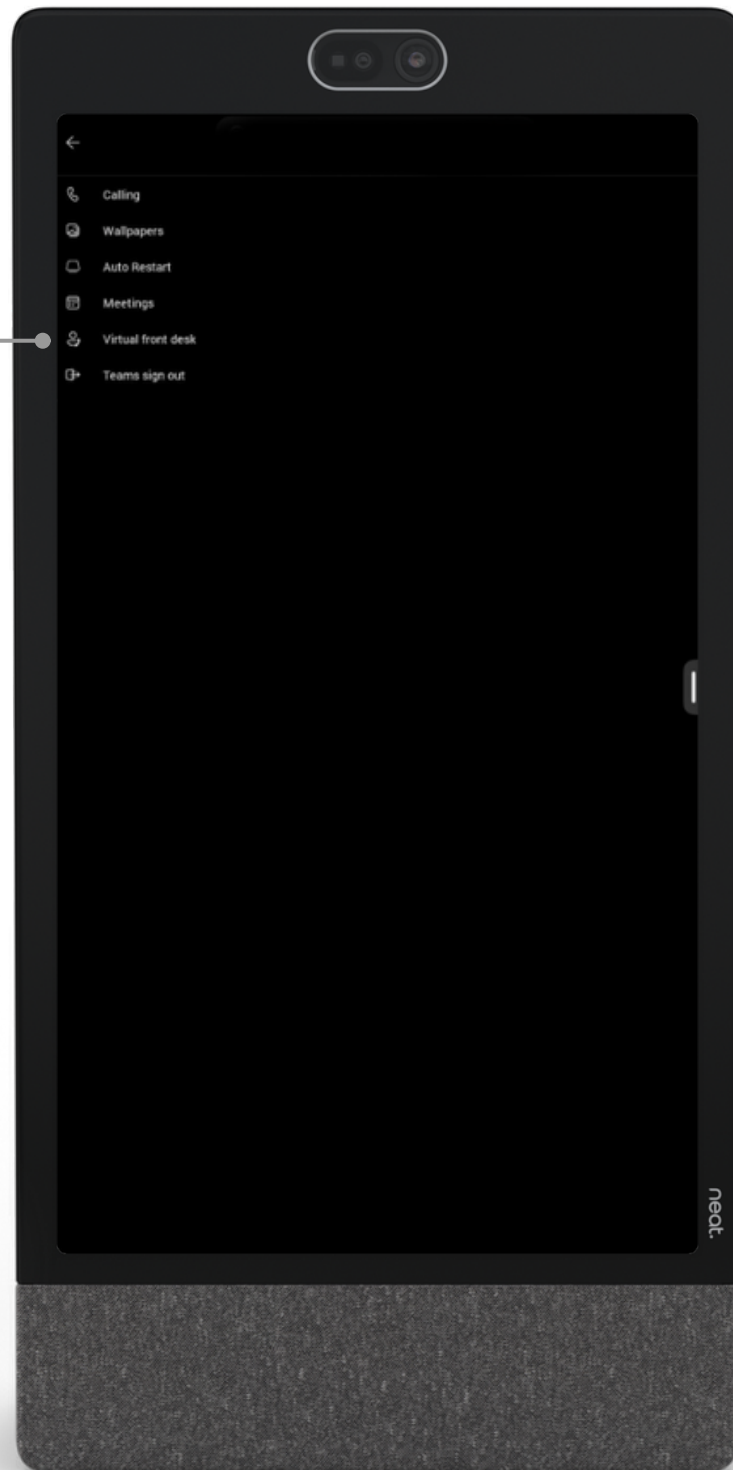 Calling
Wallpapers
Auto Restart
Meetings
Virtual front desk
Teams sign out
neat.